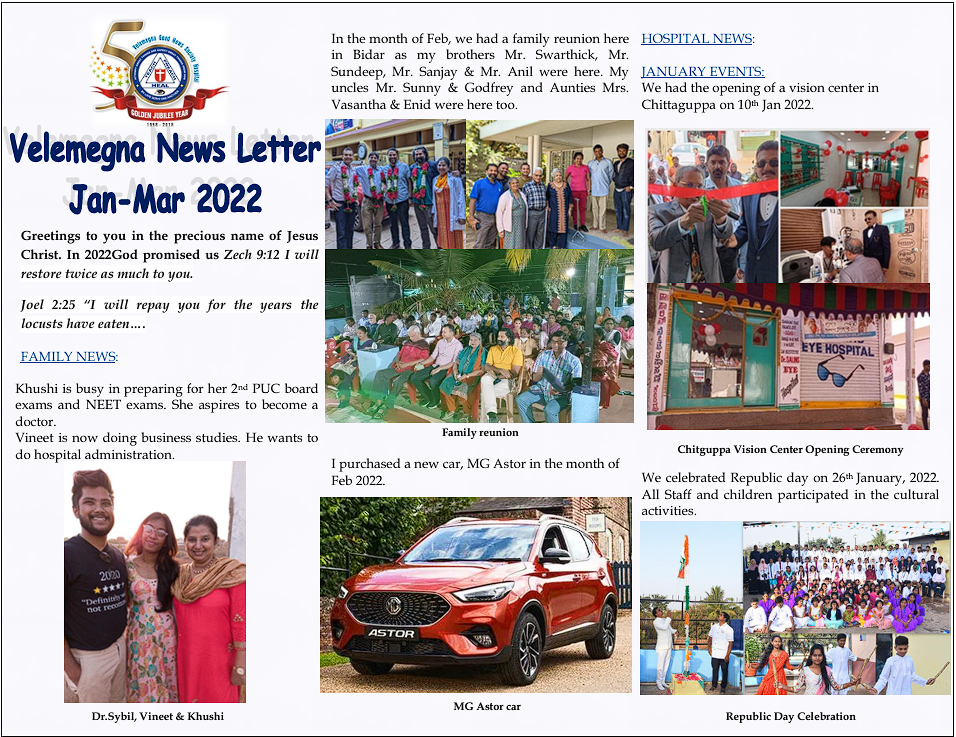 Velemegna Good News Society Hospital
HEAL
GOLDEN JUBILEE YEAR
1968 - 2018
Velemegna News Letter
Jan-Mar 2022
Greetings to you in the precious name of Jesus
Christ. In 2022God promised us Zech 9:12 I will
restore twice as much to you.
Joel 2:25 “I will repay you for the years the
locusts have eaten….
FAMILY NEWS:
Khushi is busy in preparing for her 2nd PUC board
exams and NEET exams. She aspires to become a
doctor.
Vineet is now doing business studies. He wants to
do hospital administration.
2020
"Definitely
not recom
Dr.Sybil, Vineet & Khushi
In the month of Feb, we had a family reunion here
in Bidar as my brothers Mr. Swarthick, Mr.
Sundeep, Mr. Sanjay & Mr. Anil were here. My
uncles Mr. Sunny & Godfrey and Aunties Mrs.
Vasantha & Enid were here too.
Family reunion
I purchased a new car, MG Astor in the month of
Feb 2022.
MG
ASTOR
MG Astor car
HOSPITAL NEWS:
JANUARY EVENTS:
We had the opening of a vision center in
Chittaguppa on 10th Jan 2022.
EYE HOSPITAL
EYE
Chitguppa Vision Center Opening Ceremony
We celebrated Republic day on 26th January, 2022.
All Staff and children participated in the cultural
activities.
Republic Day Celebration